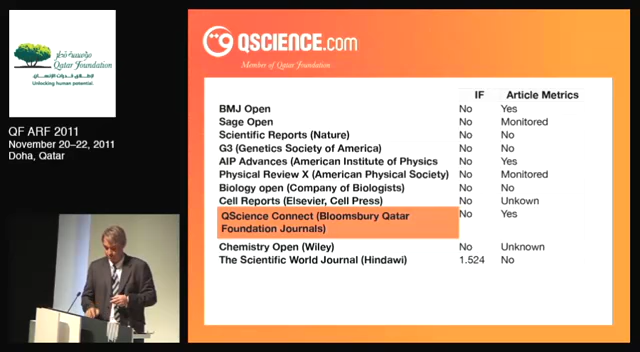 مؤسسة قطر
Qatar Foundation
لإطلاق قدرات الإنسان.
Unlocking human potential.
QF ARF 2011
November 20–22, 2011
Doha, Qatar
QSCIENCE.com
Member of Qatar Foundation
IF Article Metrics
BMJ Open No Yes
Sage Open No Monitored
Scientific Reports (Nature) No No
G3 (Genetics Society of America) No No
AIP Advances (American Institute of Physics No Yes
Physical Review X (American Physical Society) No Monitored
Biology open (Company of Biologists) No No
Cell Reports (Elsevier, Cell Press) No Unkown
QScience Connect (Bloomsbury Qatar No Yes
Foundation Journals)
Chemistry Open (Wiley) No Unknown
The Scientific World Journal (Hindawi) 1.524 No